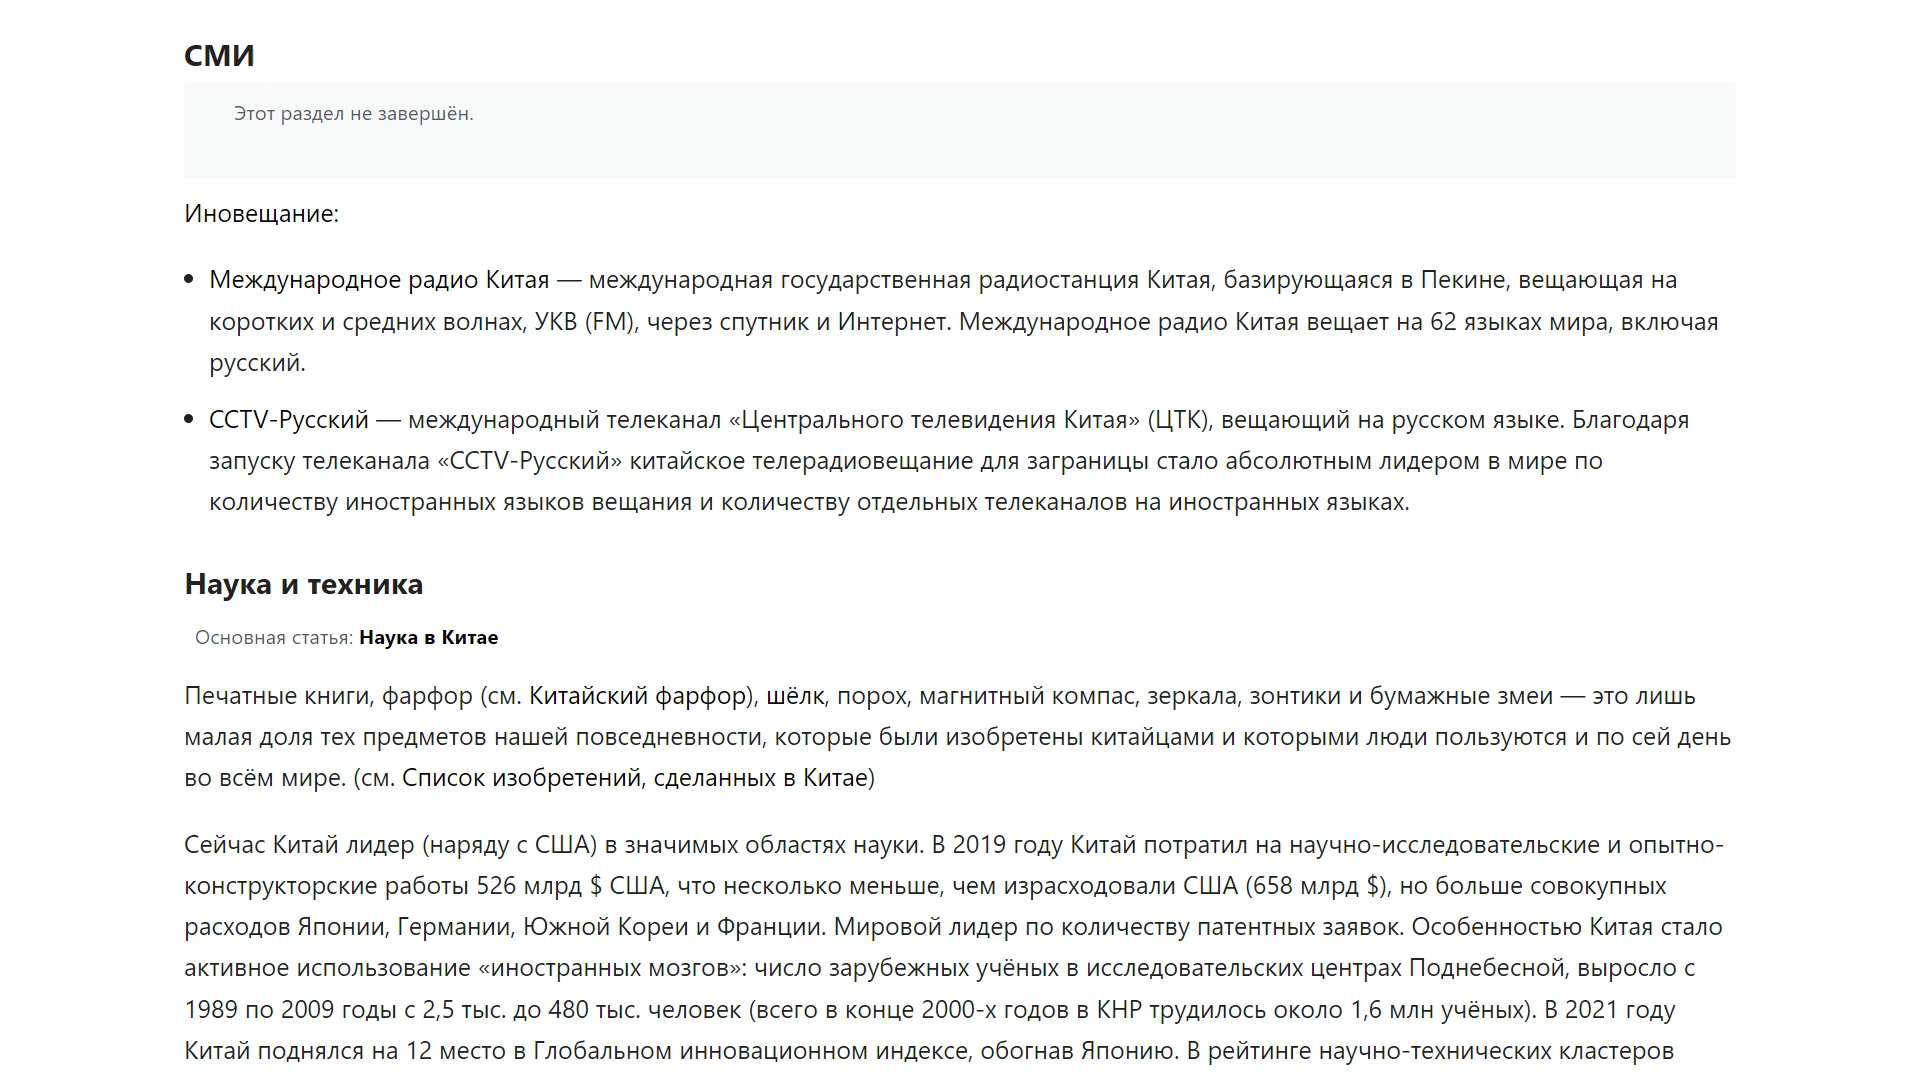 СМИ
Этот раздел не завершён.
Иновещание:
Международное радио Китая — международная государственная радиостанция Китая, базирующаяся в Пекине, вещающая на
коротких и средних волнах, УКВ (FM), через спутник и Интернет. Международное радио Китая вещает на 62 языках мира, включая
русский.
CCTV-Русский — международный телеканал «Центрального телевидения Китая» (ЦТК), вещающий на русском языке. Благодаря
запуску телеканала «CCTV-Русский» китайское телерадиовещание для заграницы стало абсолютным лидером в мире по
количеству иностранных языков вещания и количеству отдельных телеканалов на иностранных языках.
Наука и техника
Основная статья: Наука в Китае
Печатные книги, фарфор (см. Китайский фарфор), шёлк, порох, магнитный компас, зеркала, зонтики и бумажные змеи — это лишь
малая доля тех предметов нашей повседневности, которые были изобретены китайцами и которыми люди пользуются и по сей день
во всём мире. (см. Список изобретений, сделанных в Китае)
Сейчас Китай лидер (наряду с США) в значимых областях науки. В 2019 году Китай потратил на научно-исследовательские и опытно-
конструкторские работы 526 млрд $ США, что несколько меньше, чем израсходовали США (658 млрд $), но больше совокупных
расходов Японии, Германии, Южной Кореи и Франции. Мировой лидер по количеству патентных заявок. Особенностью Китая стало
активное использование «иностранных мозгов»: число зарубежных учёных в исследовательских центрах Поднебесной, выросло с
1989 по 2009 годы с 2,5 тыс. до 480 тыс. человек (всего в конце 2000-х годов в КНР трудилось около 1,6 млн учёных). В 2021 году
Китай поднялся на 12 место в Глобальном инновационном индексе, обогнав Японию. В рейтинге научно-технических кластеров